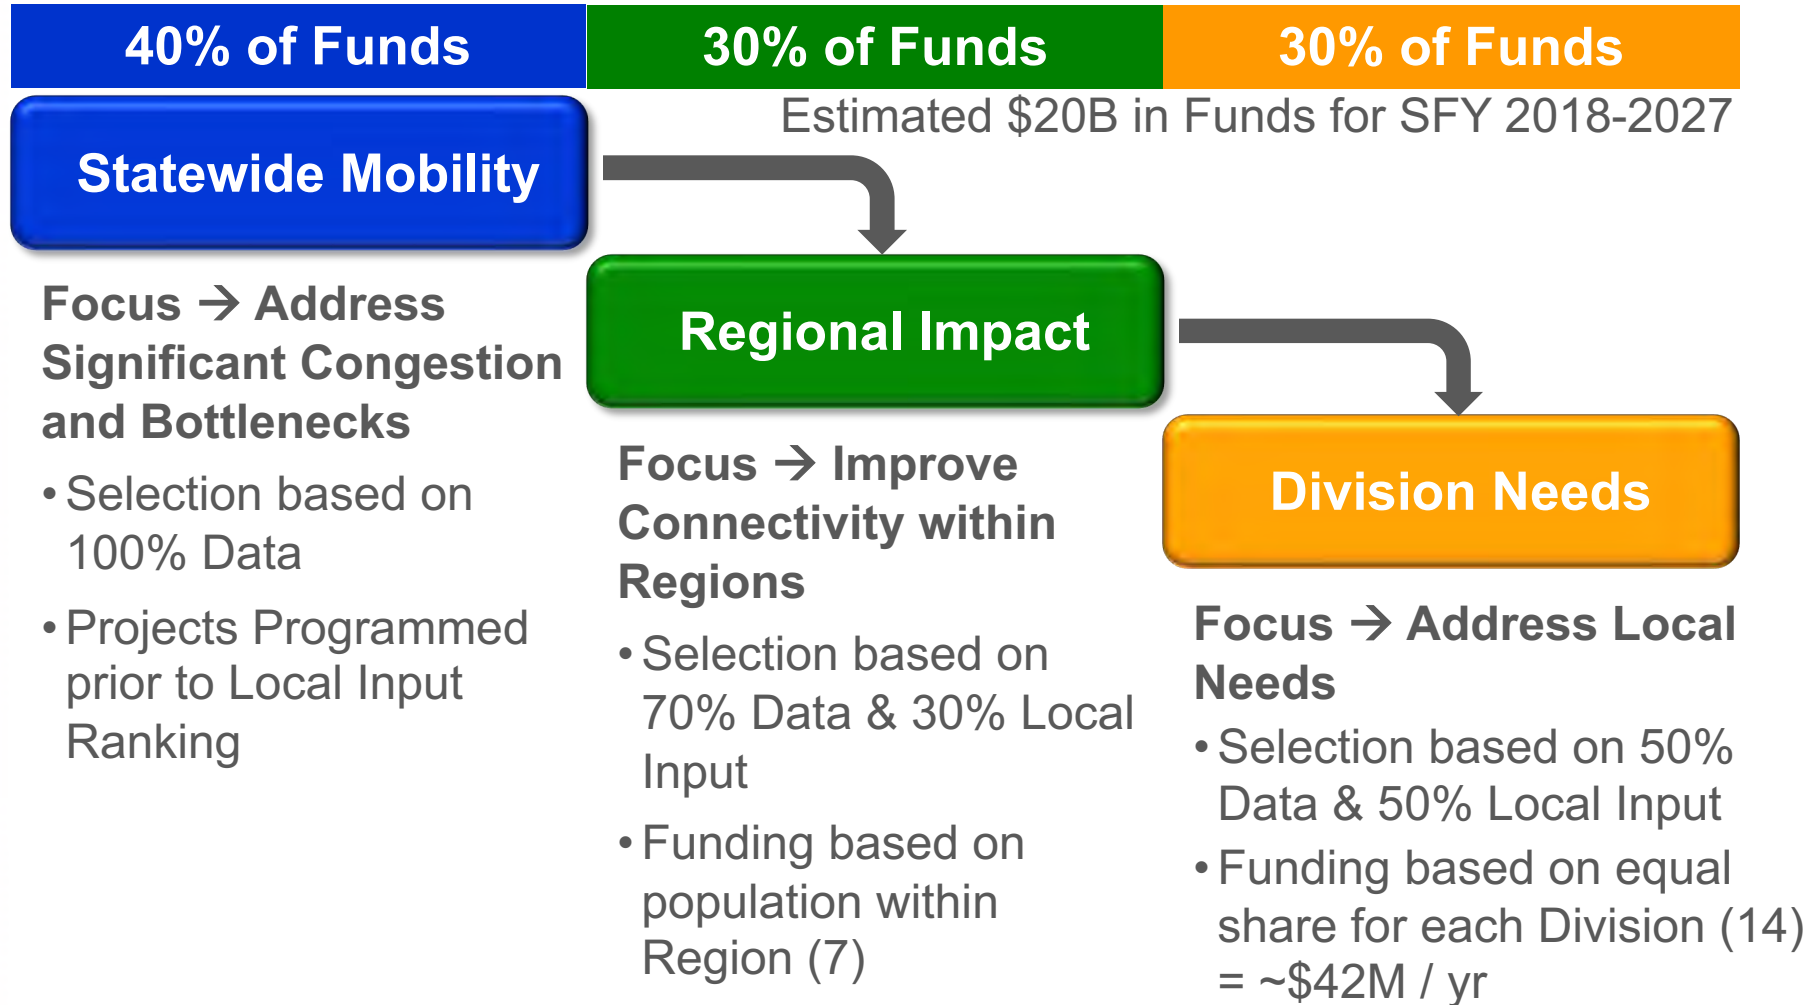 40% of Funds
30% of Funds
30% of Funds
Estimated $20B in Funds for SFY 2018-2027
Statewide Mobility
Focus → Address
Significant Congestion
and Bottlenecks
• Selection based on
100% Data
• Projects Programmed
prior to Local Input
Ranking
Regional Impact
Focus → Improve
Connectivity within
Regions
• Selection based on
70% Data & 30% Local
Input
• Funding based on
population within
Region (7)
Division Needs
Focus → Address Local
Needs
• Selection based on 50%
Data & 50% Local Input
• Funding based on equal
share for each Division (14)
= ~$42M / yr